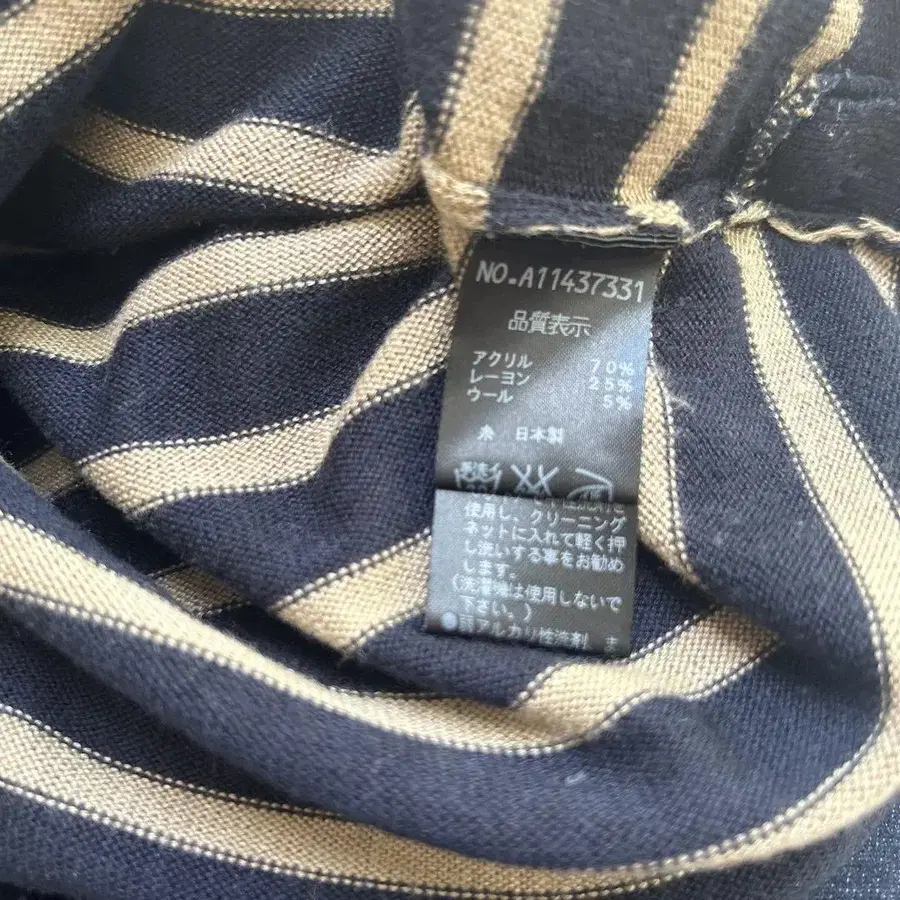 NO.A11437331
品質表示
アクリル 70%
レーヨン 25%
ウール 5%
日本製
使用し、クリーニング
ネットに入れて軽く押
し洗いする事をお勧め
します。
(洗濯機は使用しないで
下さい。)
アルカリ性洗剤